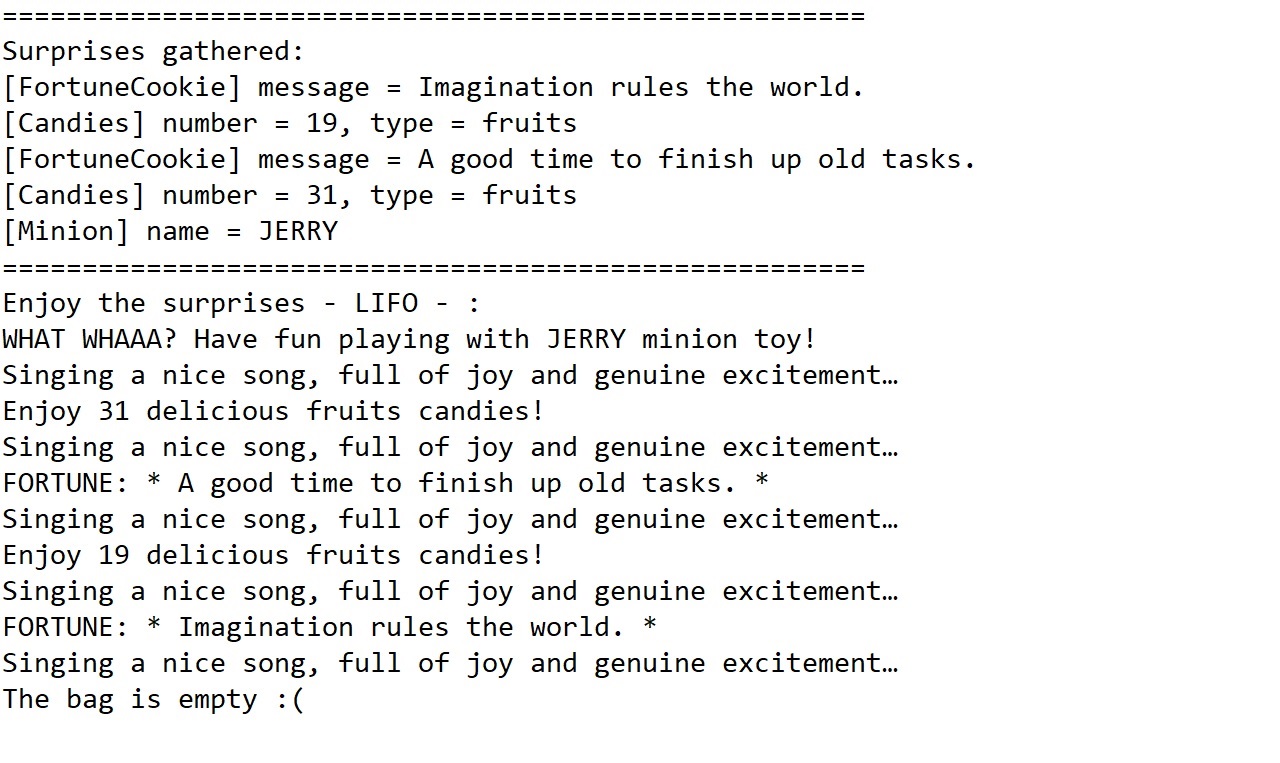 ======================================================
Surprises gathered:
[FortuneCookie] message = Imagination rules the world.
[Candies] number = 19, type = fruits
[FortuneCookie] message = A good time to finish up old tasks.
[Candies] number = 31, type = fruits
[Minion] name = JERRY
======================================================
Enjoy the surprises - LIFO - :
WHAT WHAAA? Have fun playing with JERRY minion toy!
Singing a nice song, full of joy and genuine excitement…
Enjoy 31 delicious fruits candies!
Singing a nice song, full of joy and genuine excitement…
FORTUNE: * A good time to finish up old tasks. *
Singing a nice song, full of joy and genuine excitement…
Enjoy 19 delicious fruits candies!
Singing a nice song, full of joy and genuine excitement…
FORTUNE: * Imagination rules the world. *
Singing a nice song, full of joy and genuine excitement…
The bag is empty :(